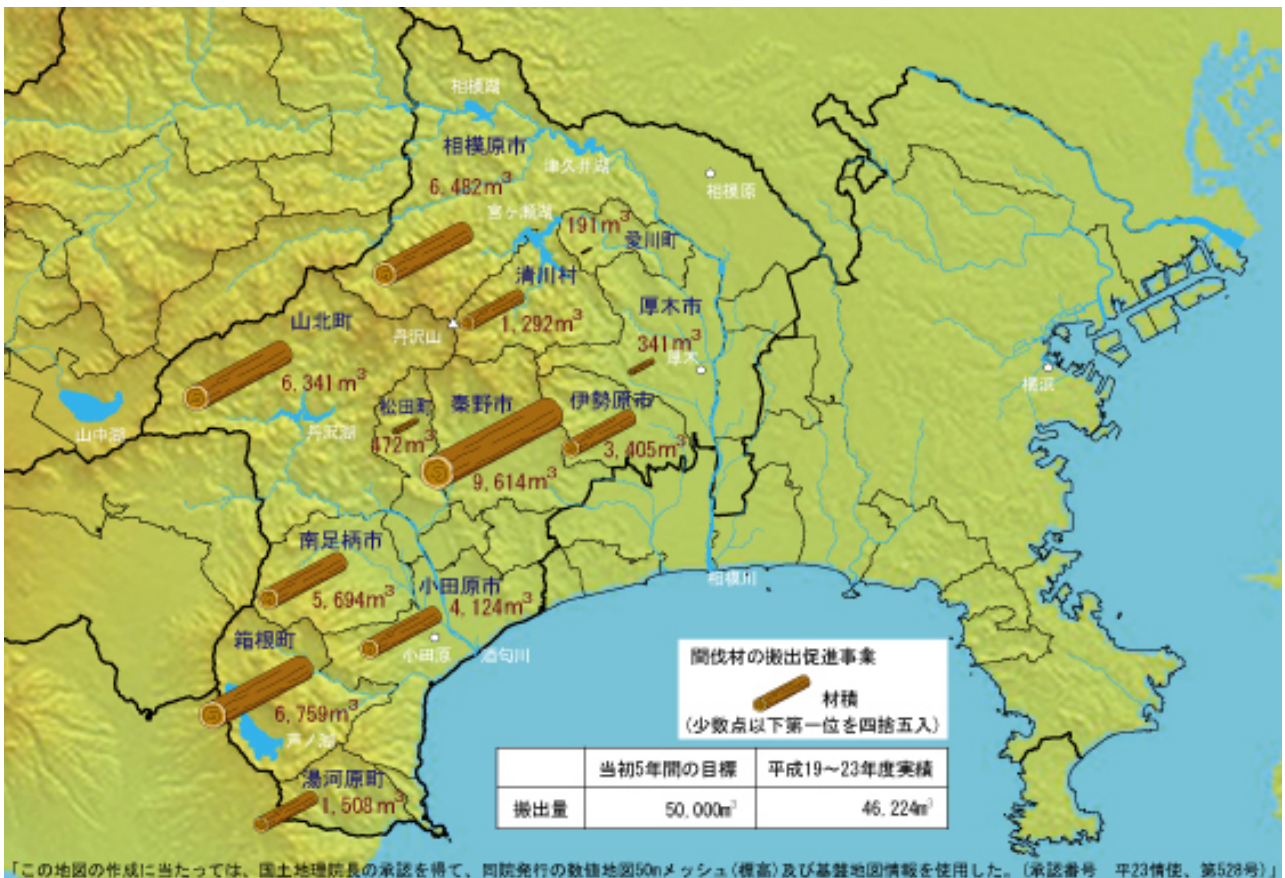 相模湖
相模原市
津久井湖
6,482m³
相模原
宮ヶ瀬湖
191m³
愛川町
清川村
山北町
1,292m³
厚木市
丹沢山
341m³
厚木
6,341m³
横浜
山中湖
丹沢湖
松田町
秦野市
伊勢原市
472m³
3,405m³
9,614m³
南足柄市
相模川
5,694m³
小田原市
4,124m³
箱根町
小田原
酒匂川
6,759m³
芦ノ湖
湯河原町
1,508m³
間伐材の搬出促進事業
材積
(少数点以下第一位を四捨五入)
当初5年間の目標 平成19～23年度実績
搬出量 50,000m³ 46,224m³
「この地図の作成に当たっては、国土地理院長の承認を得て、同院発行の数値地図50mメッシュ(標高)及び基盤地図情報を使用した。(承認番号 平23情使、第528号)」